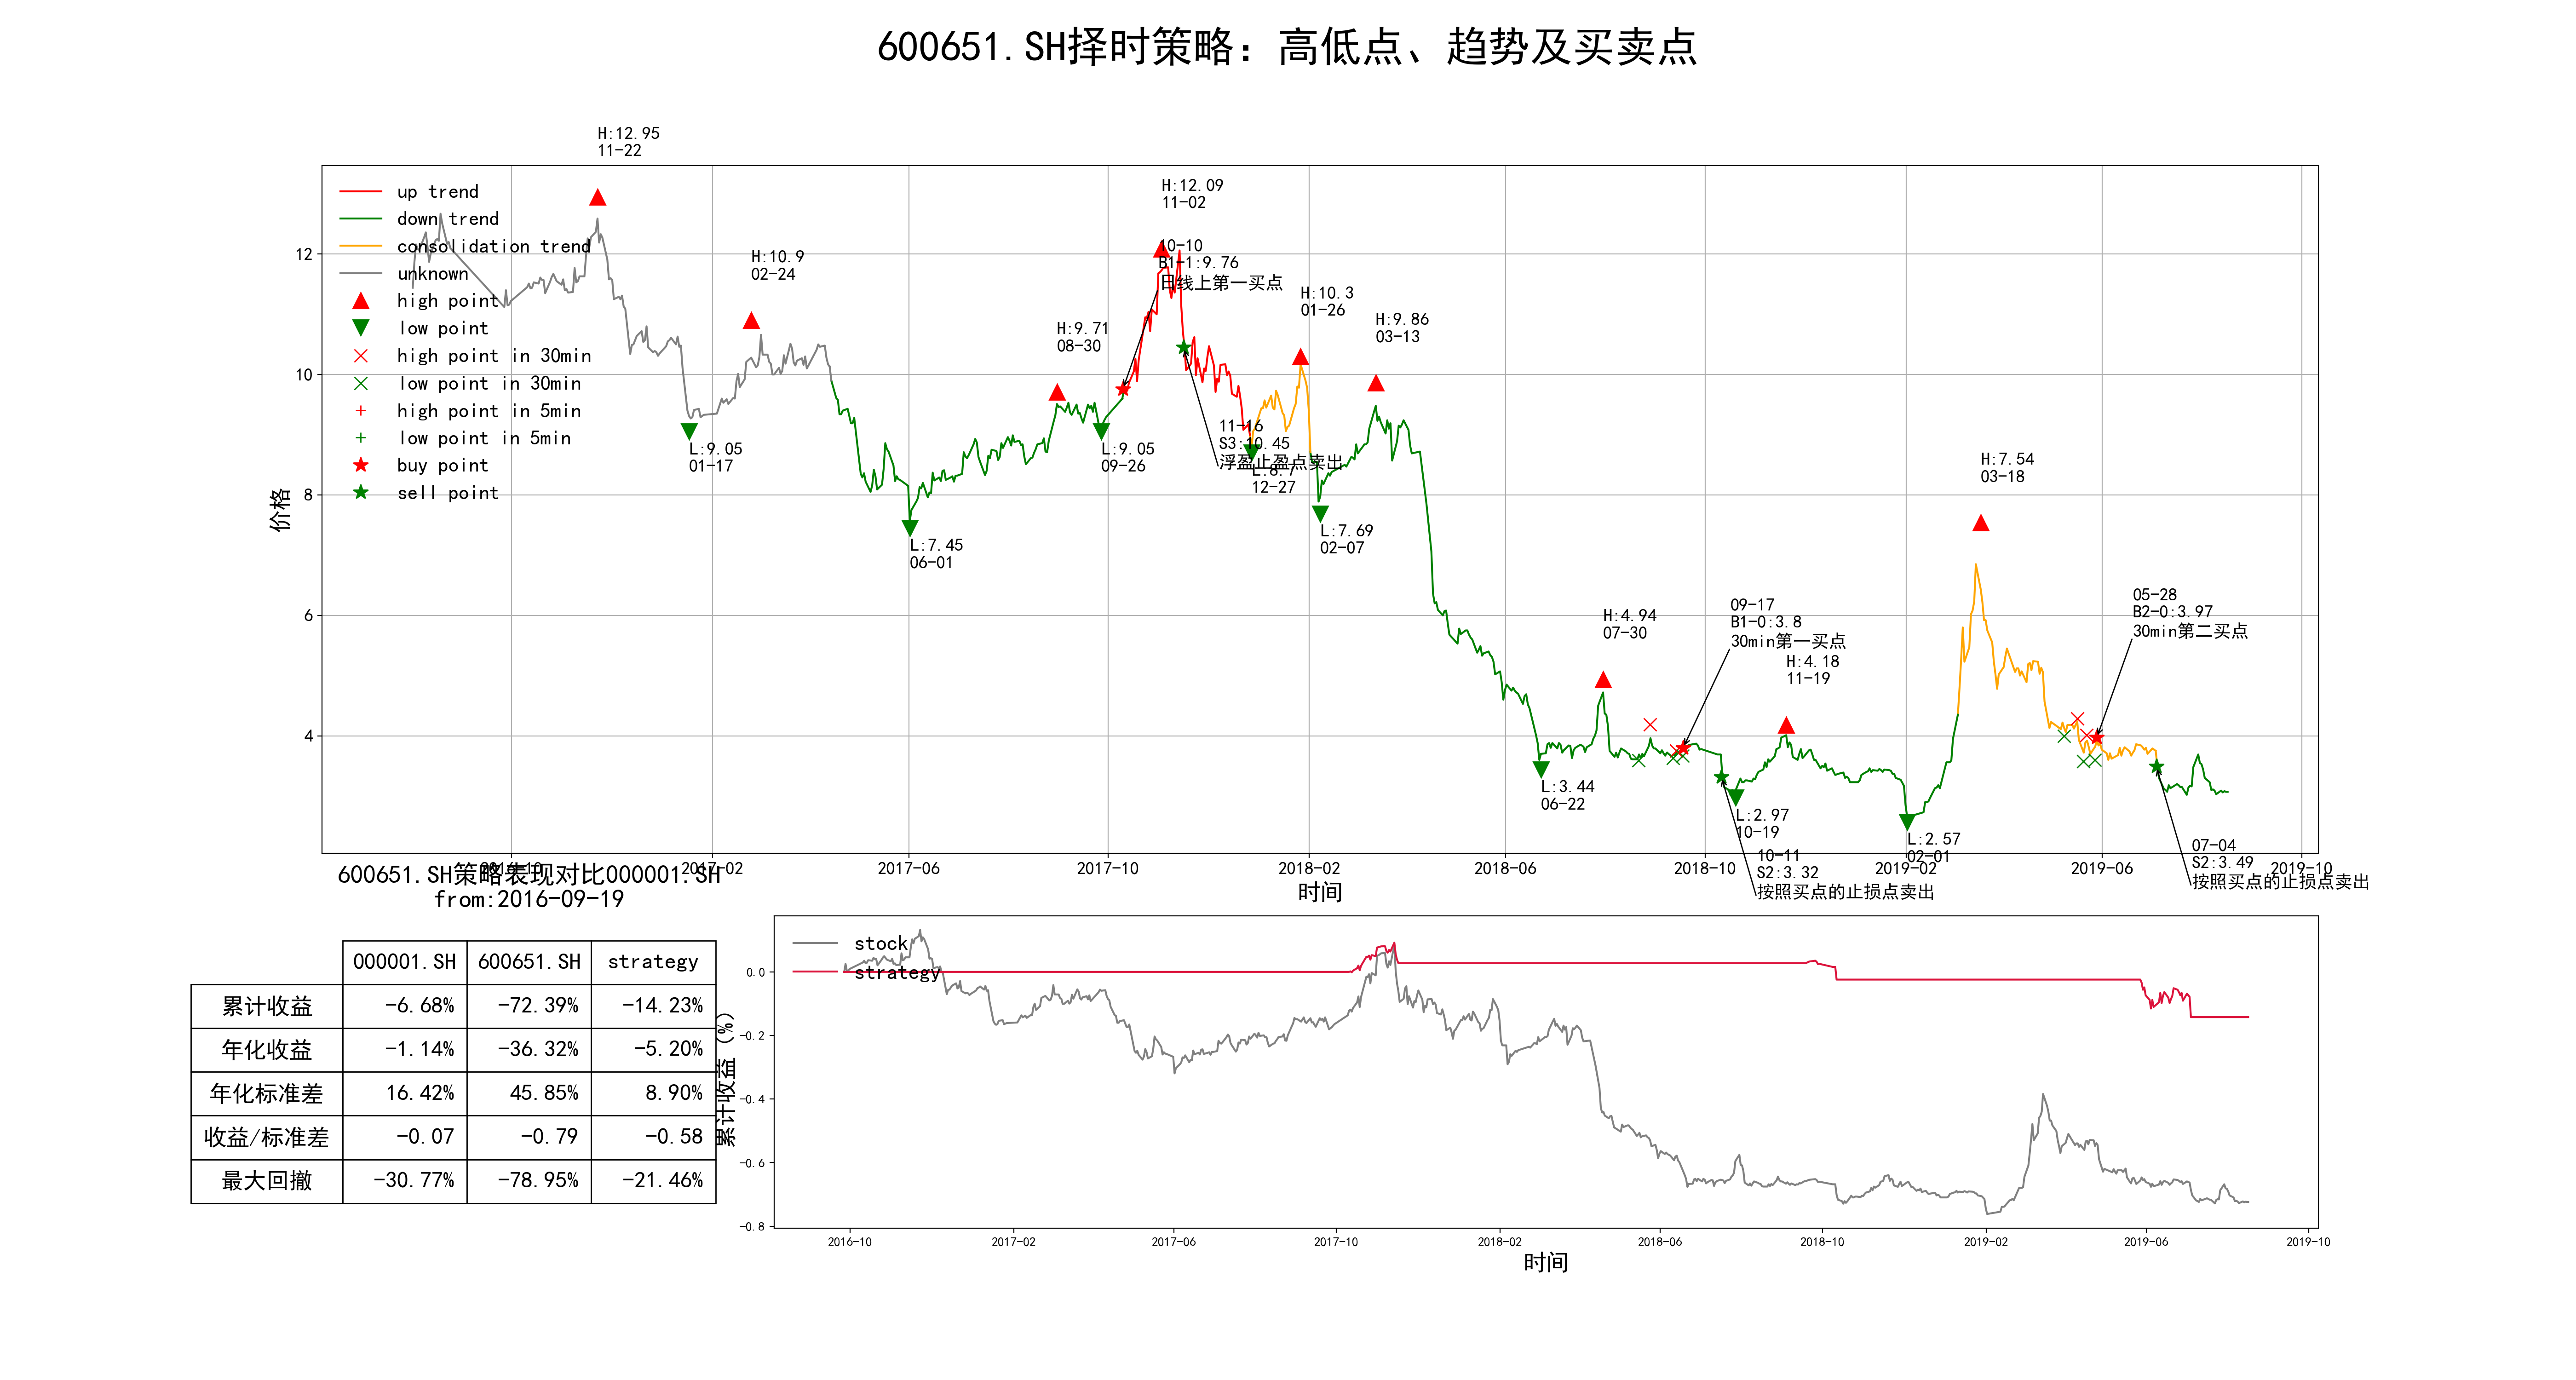 600651.SH择时策略：高低点、趋势及买卖点
H:12.95
11-22
up trend
down trend
consolidation trend
unknown
high point
low point
high point in 30min
low point in 30min
high point in 5min
low point in 5min
buy point
sell point
H:10.9
02-24
L:9.05
01-17
L:7.45
06-01
H:9.71
08-30
L:9.05
09-26
H:12.09
11-02
10-10
B1-1:9.76
日线上第一买点
11-16
S3:10.45
浮盈止盈点卖出
L:8.7
12-27
H:10.3
01-26
H:9.86
03-13
L:7.69
02-07
L:3.44
06-22
H:4.94
07-30
09-17
B1-0:3.8
30min第一买点
H:4.18
11-19
L:2.97
10-19
10-11
S2:3.32
按照买点的止损点卖出
L:2.57
02-01
H:7.54
03-18
05-28
B2-0:3.97
30min第二买点
07-04
S2:3.49
按照买点的止损点卖出
价格
12
10
8
6
4
2016-10
2017-02
2017-06
2017-10
2018-02
2018-06
2018-10
2019-02
2019-06
2019-10
时间
600651.SH策略表现对比000001.SH
from:2016-09-19
000001.SH 600651.SH strategy
累计收益 -6.68% -72.39% -14.23%
年化收益 -1.14% -36.32% -5.20%
年化标准差 16.42% 45.85% 8.90%
收益/标准差 -0.07 -0.79 -0.58
最大回撤 -30.77% -78.95% -21.46%
stock
strategy
累计收益（%）
0.0
-0.2
-0.4
-0.6
-0.8
2016-10
2017-02
2017-06
2017-10
2018-02
2018-06
2018-10
2019-02
2019-06
2019-10
时间